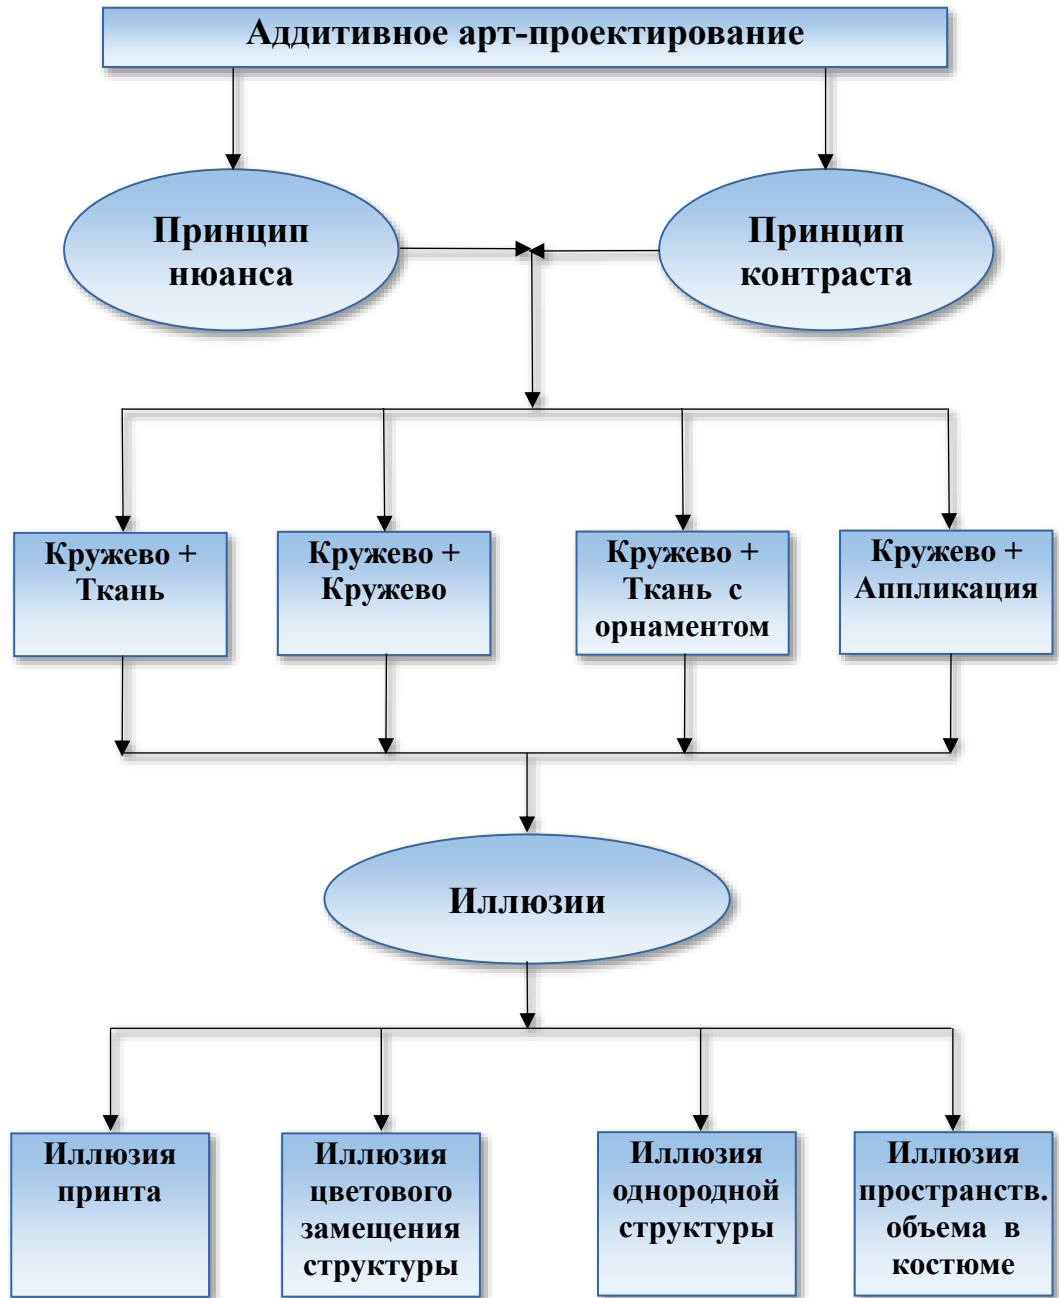 Аддитивное арт-проектирование
Принцип
нюанса
Принцип
контраста
Кружево +
Ткань
Кружево +
Кружево
Кружево +
Ткань с
орнаментом
Кружево +
Аппликация
Иллюзии
Иллюзия
принта
Иллюзия
цветового
замещения
структуры
Иллюзия
однородной
структуры
Иллюзия
пространств.
объема в
костюме